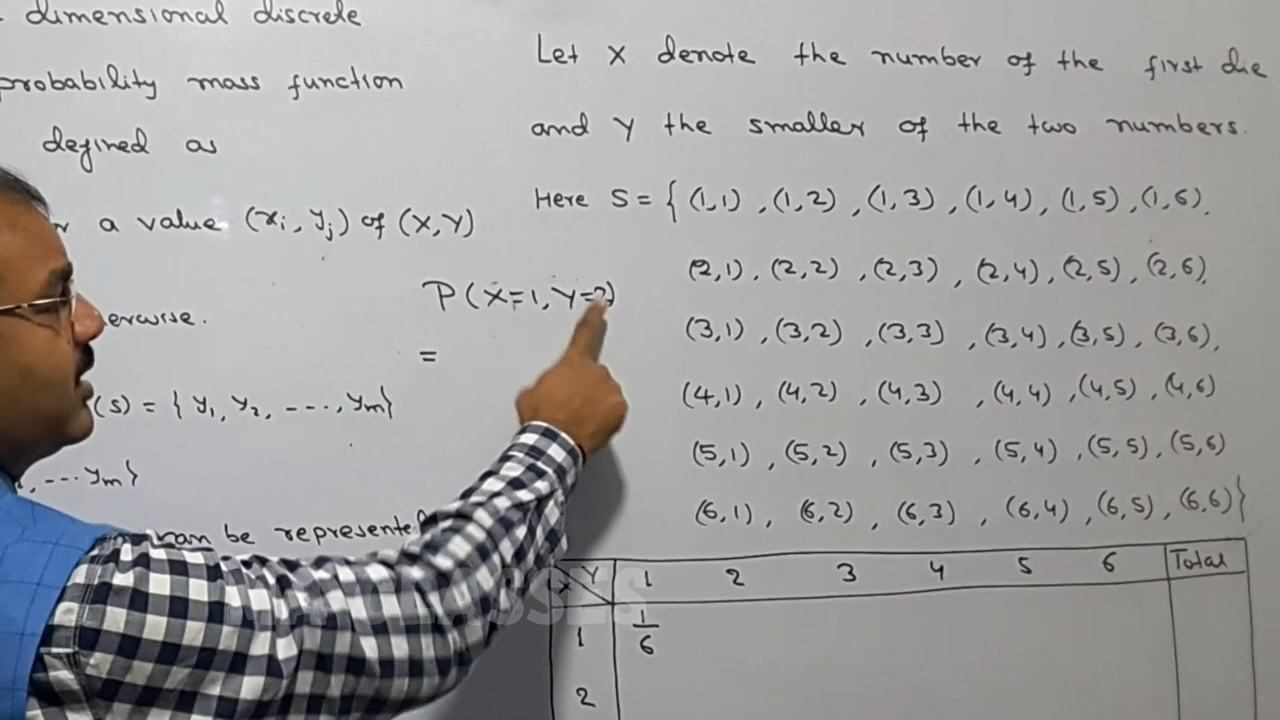 dimensional discrete
probability mass function
defined as
a value (xi, yj) of (X,Y)
erwise.
(S) = { y1, y2, ----, ym}
, --- ym}
can be represente
Let X denote the number of the first die
and Y the smaller of the two numbers.
Here S = { (1,1) , (1,2) , (1,3) , (1,4) , (1,5) , (1,6),
(2,1) , (2,2) , (2,3) , (2,4) , (2,5) , (2,6),
P(X=1, Y=2)
=
(3,1) , (3,2) , (3,3) , (3,4) , (3,5) , (3,6),
(4,1) , (4,2) , (4,3) , (4,4) , (4,5) , (4,6)
(5,1) , (5,2) , (5,3) , (5,4) , (5,5) , (5,6)
(6,1) , (6,2) , (6,3) , (6,4) , (6,5) , (6,6)}
X Y 1 2 3 4 5 6 Total
1 1/6
2